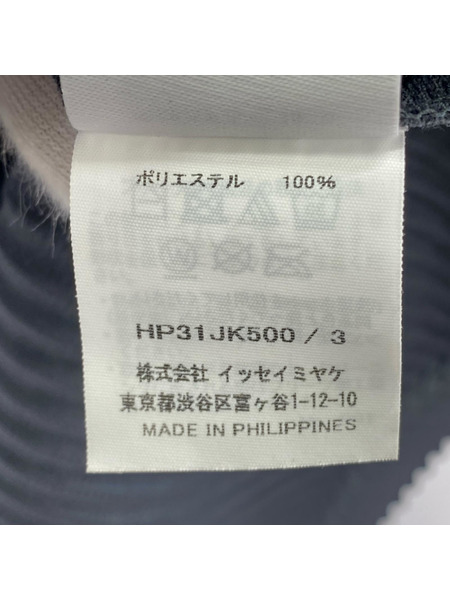 ポリエステル 100%
HP31JK500 / 3
株式会社 イッセイミヤケ
東京都渋谷区富ヶ谷1-12-10
MADE IN PHILIPPINES